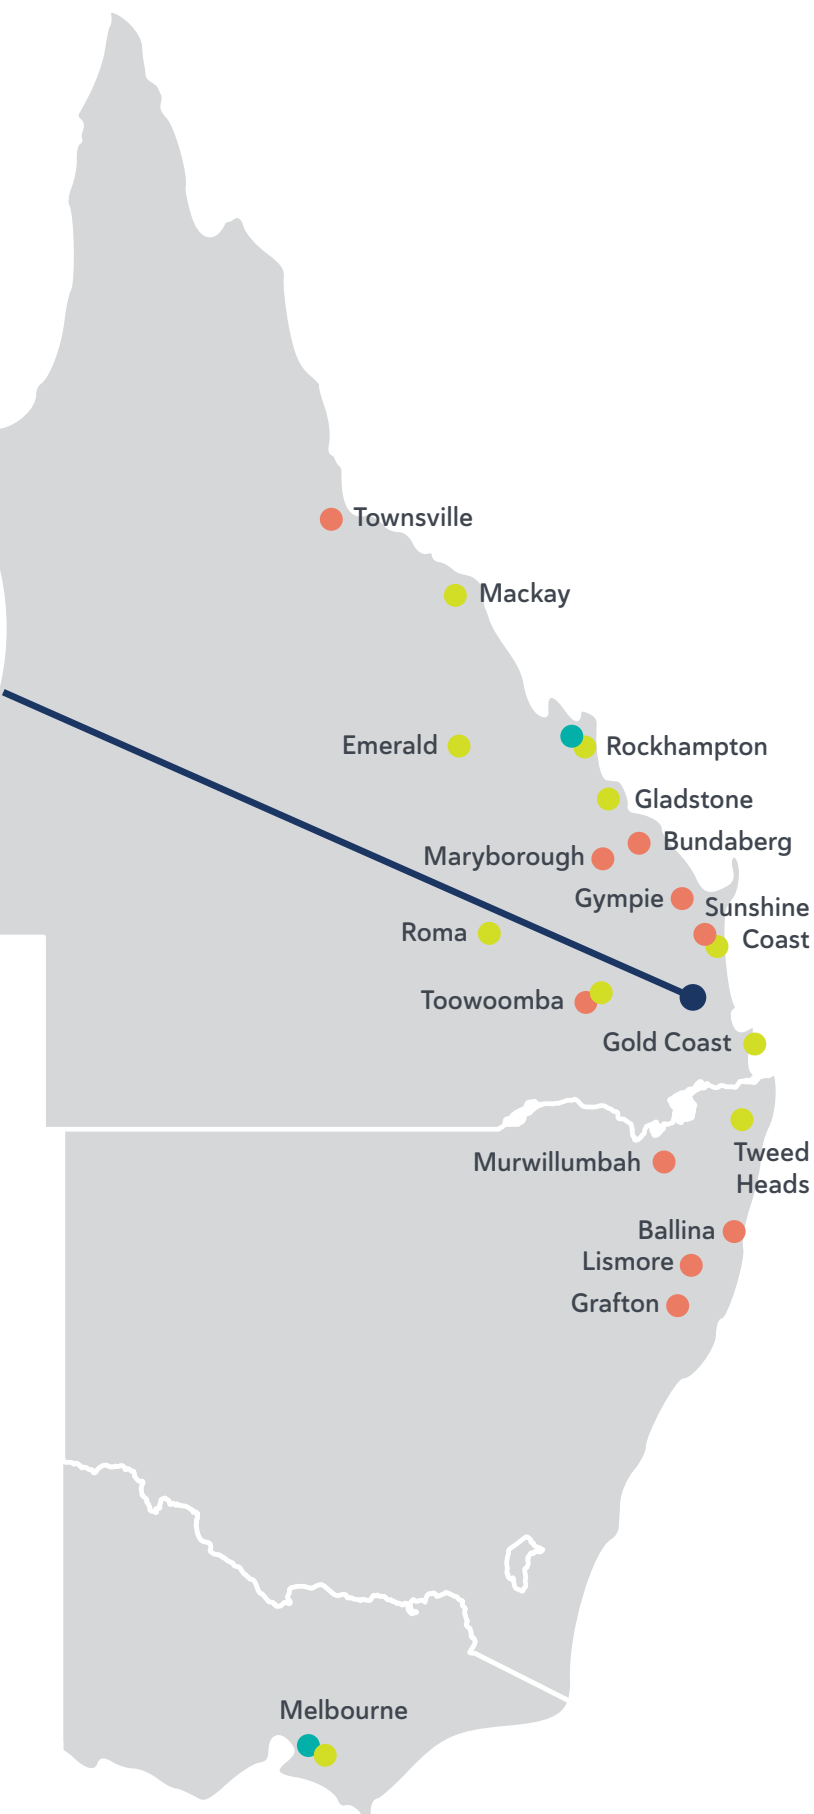 Townsville
Mackay
Emerald
Rockhampton
Gladstone
Bundaberg
Maryborough
Gympie
Sunshine
Coast
Roma
Toowoomba
Gold Coast
Tweed
Heads
Murwillumbah
Ballina
Lismore
Grafton
Melbourne